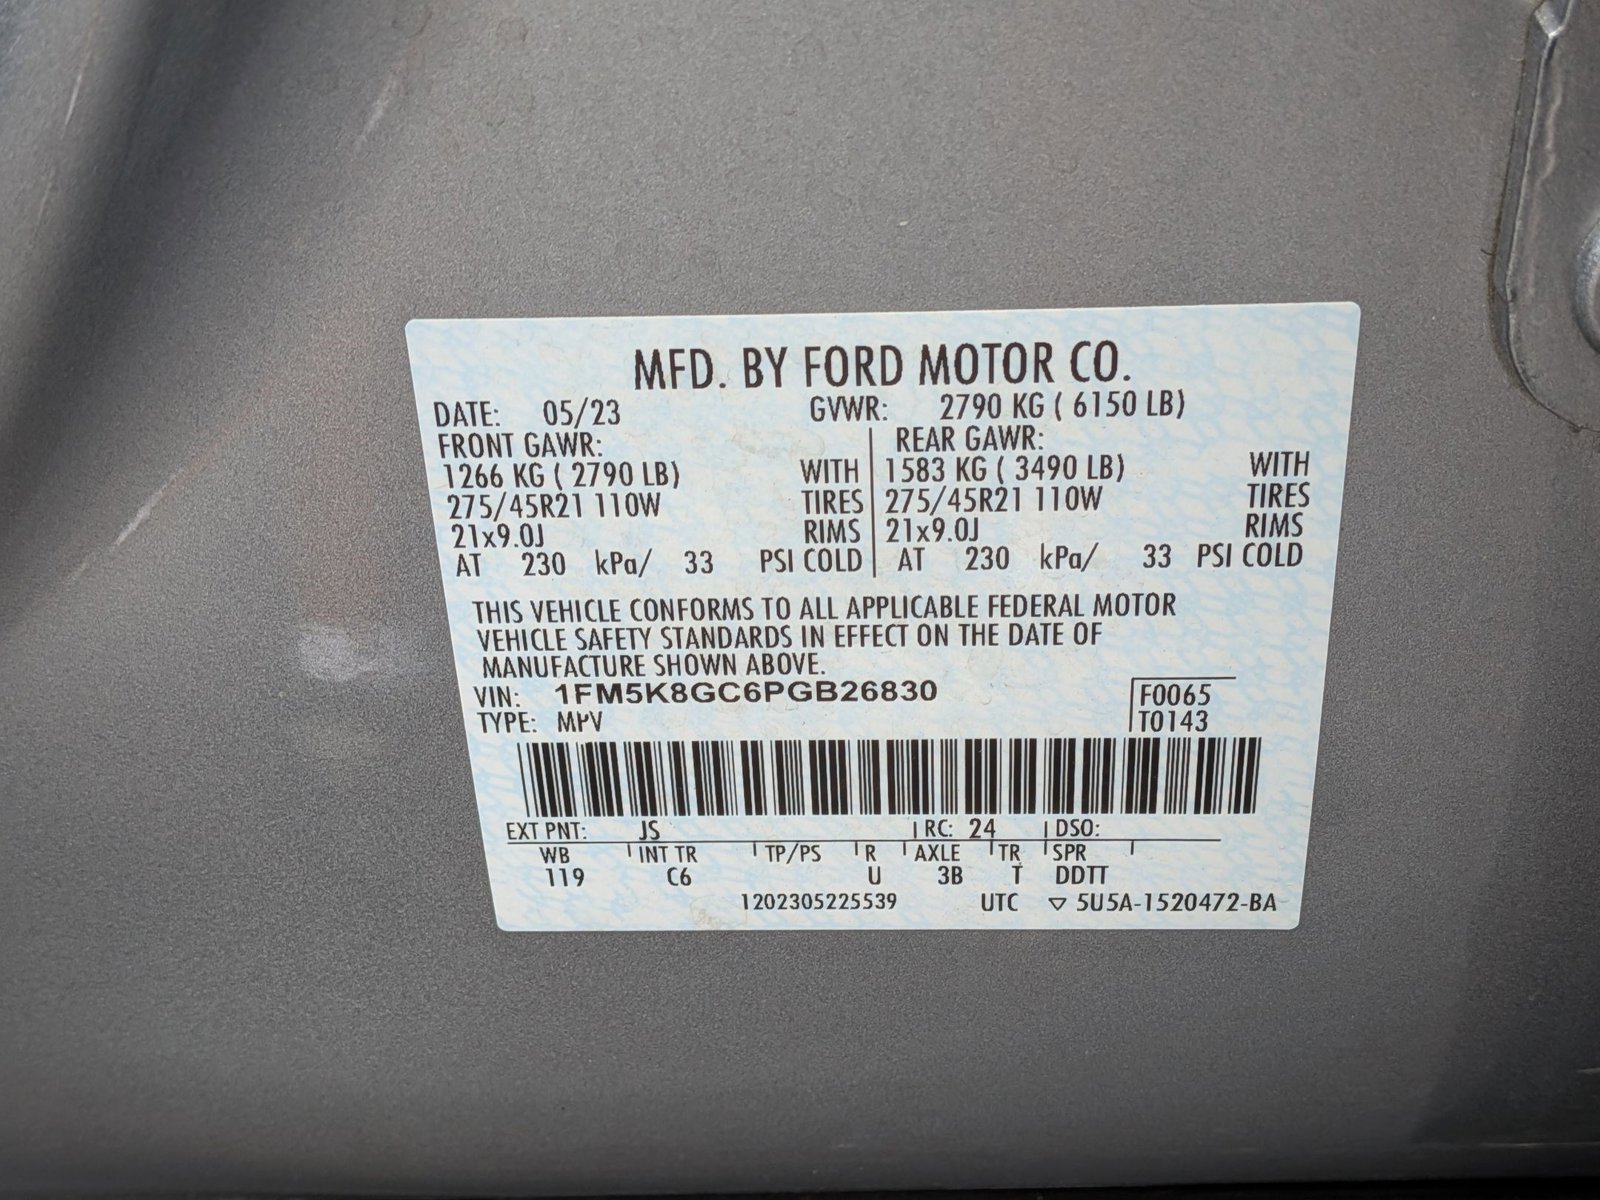 MFD. BY FORD MOTOR CO.
DATE: 05/23 GVWR: 2790 KG ( 6150 LB)
FRONT GAWR: REAR GAWR:
1266 KG ( 2790 LB) WITH 1583 KG ( 3490 LB) WITH
275/45R21 110W TIRES 275/45R21 110W TIRES
21x9.0J RIMS 21x9.0J RIMS
AT 230 kPa/ 33 PSI COLD AT 230 kPa/ 33 PSI COLD
THIS VEHICLE CONFORMS TO ALL APPLICABLE FEDERAL MOTOR
VEHICLE SAFETY STANDARDS IN EFFECT ON THE DATE OF
MANUFACTURE SHOWN ABOVE.
VIN: 1FM5K8GC6PGB26830 F0065
TYPE: MPV T0143
EXT PNT: JS RC: 24 DSO:
WB INT TR TP/PS R AXLE TR SPR
119 C6 U 3B T DDTT
1202305225539 UTC ▽ 5U5A-1520472-BA